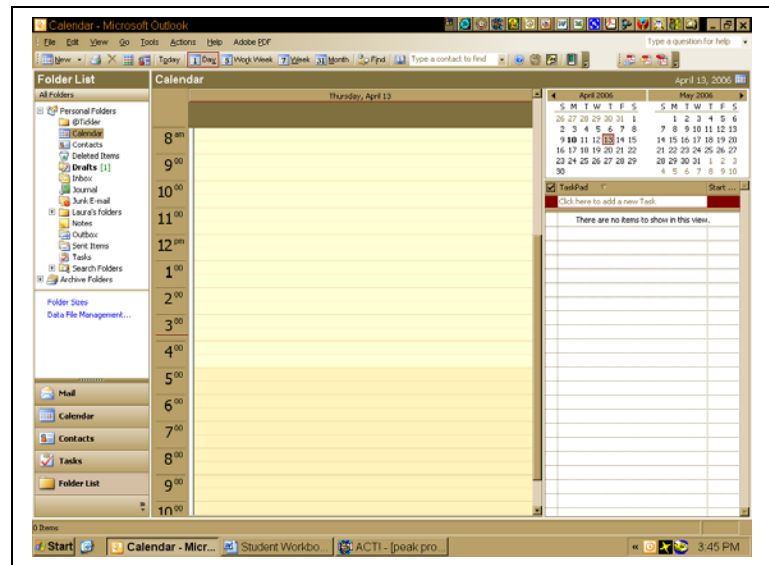 Calendar - Microsoft Outlook
File Edit View Go Tools Actions Help Adobe PDF
Type a question for help
New Today 1 Day 5 Work Week 7 Week 31 Month Find Type a contact to find
Folder List
Calendar
April 13, 2006
All Folders
Personal Folders
@Tickler
Calendar
Contacts
Deleted Items
Drafts [1]
Inbox
Journal
Junk E-mail
Laura's folders
Notes
Outbox
Sent Items
Tasks
Search Folders
Archive Folders
Folder Sizes
Data File Management...
Mail
Calendar
Contacts
Tasks
Folder List
Thursday, April 13
8 am
9 00
10 00
11 00
12 pm
1 00
2 00
3 00
4 00
5 00
6 00
7 00
8 00
9 00
10 00
April 2006
S M T W T F S
26 27 28 29 30 31 1
2 3 4 5 6 7 8
9 10 11 12 13 14 15
16 17 18 19 20 21 22
23 24 25 26 27 28 29
30
May 2006
S M T W T F S
1 2 3 4 5 6
7 8 9 10 11 12 13
14 15 16 17 18 19 20
21 22 23 24 25 26 27
28 29 30 31 1 2 3
4 5 6 7 8 9 10
TaskPad Start ...
Click here to add a new Task
There are no items to show in this view.
0 Items
Start Calendar - Micr... Student Workbo... ACT! - [peak pro... « 3:45 PM